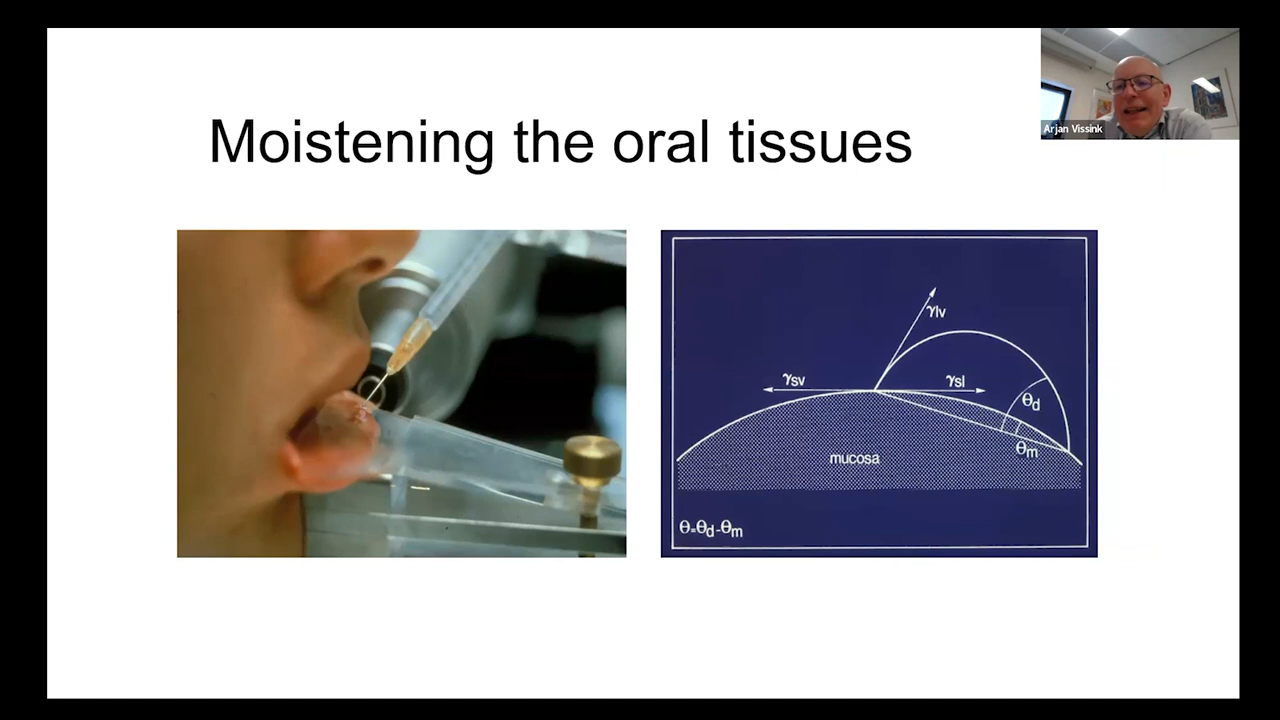 Moistening the oral tissues
Arjan Vissink
γlv
γsv
γsl
θd
θm
mucosa
θ=θd-θm